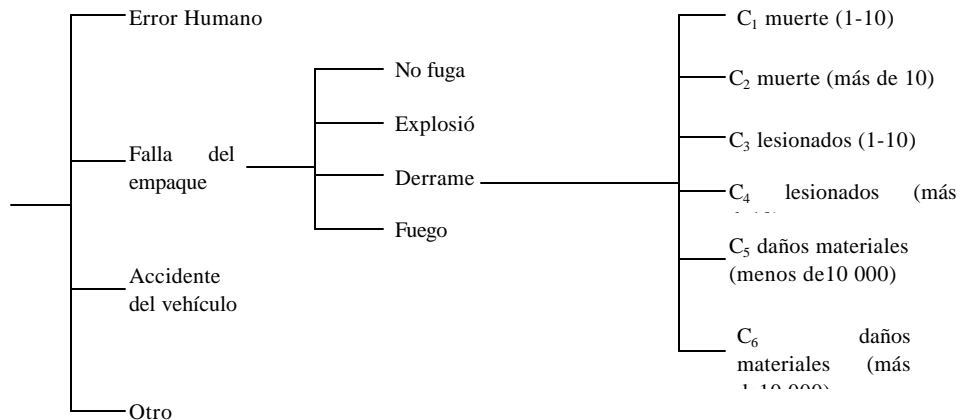 Error Humano
Falla del
empaque
Accidente
del vehículo
Otro
No fuga
Explosió
Derrame
Fuego
C₁ muerte (1-10)
C₂ muerte (más de 10)
C₃ lesionados (1-10)
C₄ lesionados (más
C₅ daños materiales
(menos de10 000)
C₆ daños
materiales (más